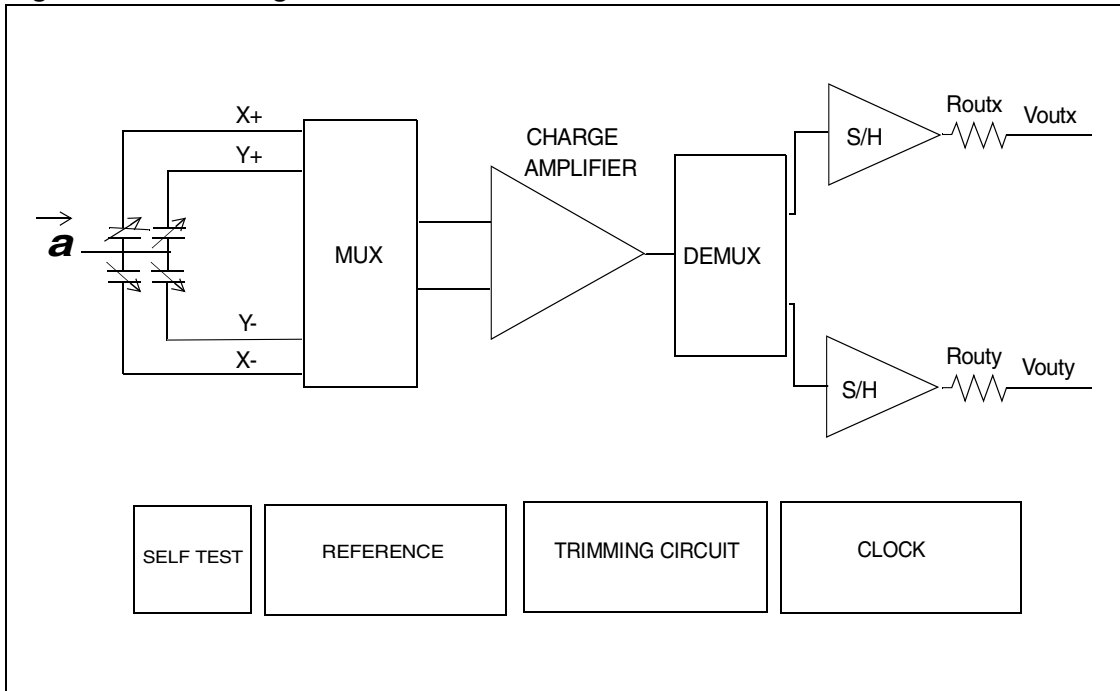 X+
Y+
a
Y-
X-
MUX
CHARGE
AMPLIFIER
DEMUX
S/H
Routx
Voutx
S/H
Routy
Vouty
SELF TEST
REFERENCE
TRIMMING CIRCUIT
CLOCK